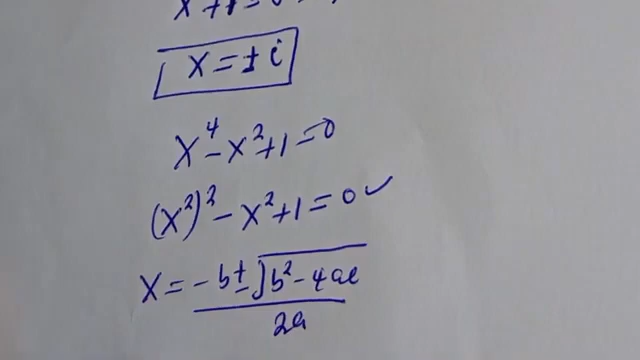 x = ± i
x⁴ - x² + 1 = 0
(x²)² - x² + 1 = 0 ✓
x = (-b ± √(b² - 4ac)) / 2a